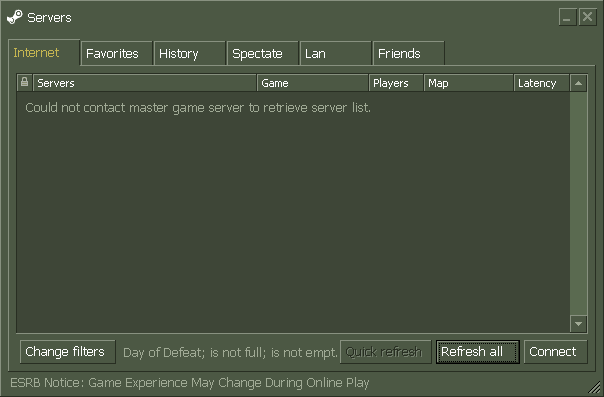 Servers
Internet Favorites History Spectate Lan Friends
Servers Game Players Map Latency
Could not contact master game server to retrieve server list.
Change filters Day of Defeat; is not full; is not empt. Quick refresh Refresh all Connect
ESRB Notice: Game Experience May Change During Online Play